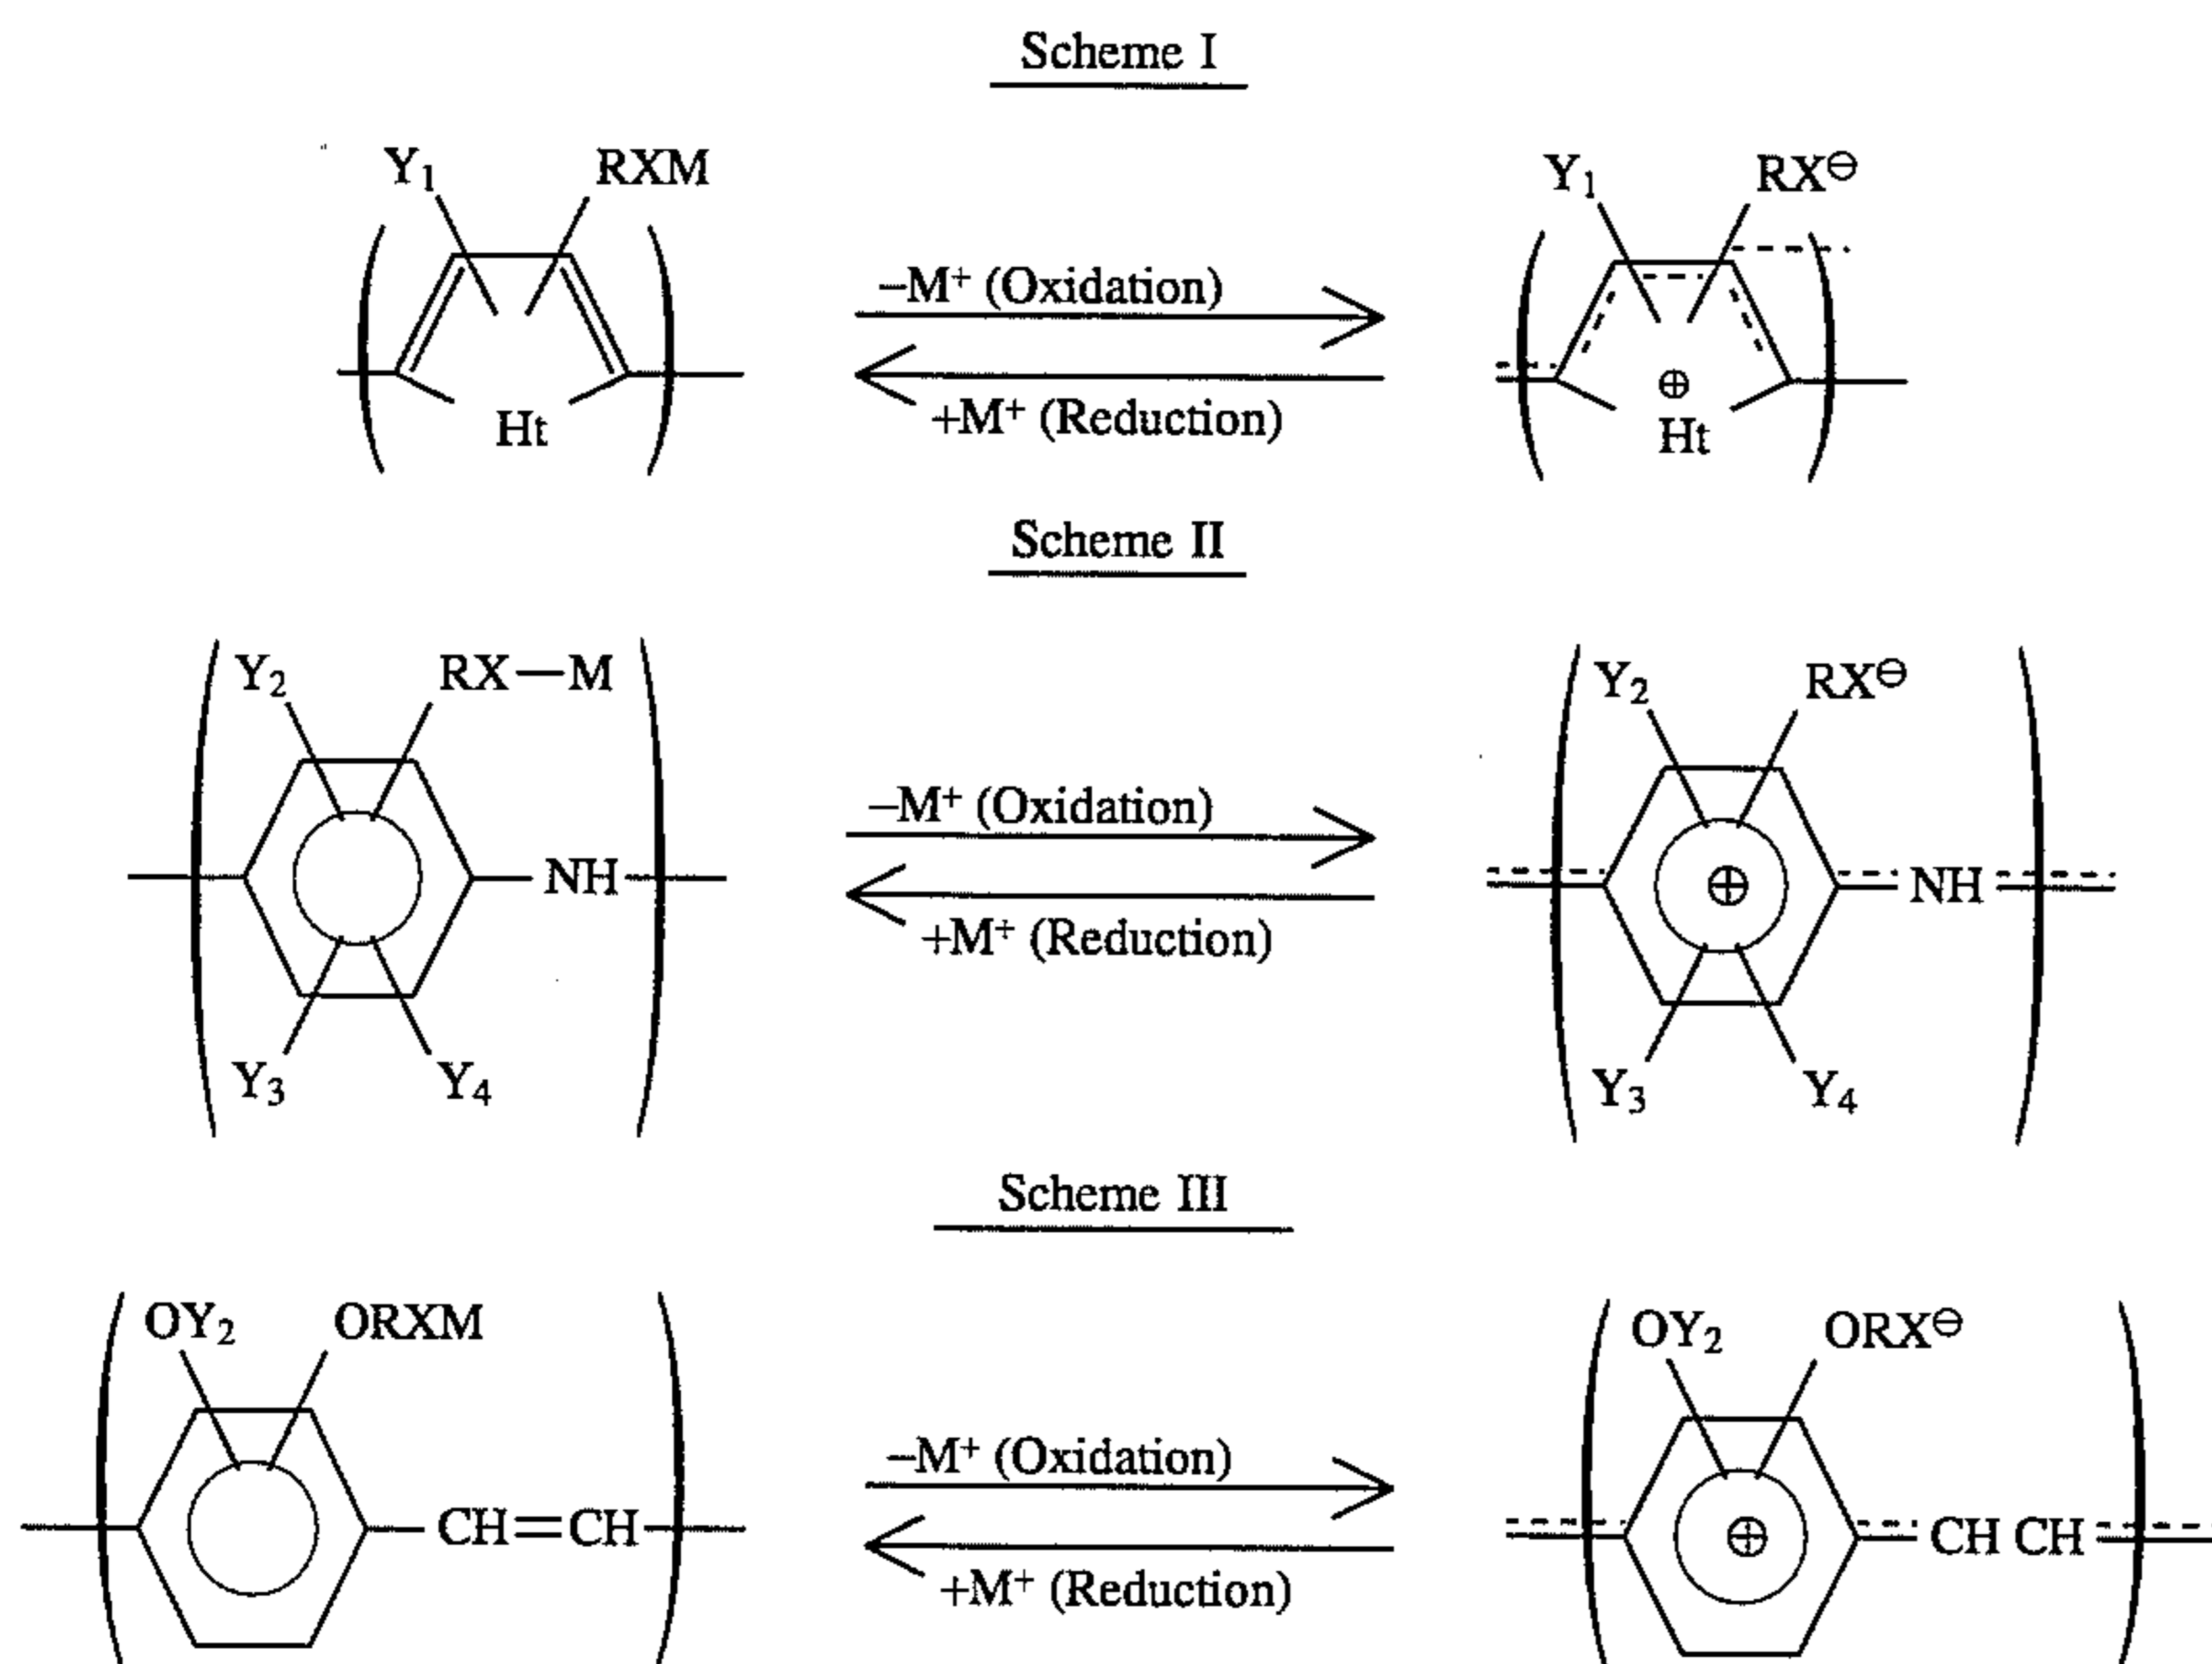 Scheme I
Y₁ RXM
Ht
–M⁺ (Oxidation)
+M⁺ (Reduction)
Y₁ RX⊖
⊕
Ht
Scheme II
Y₂ RX—M
NH
Y₃ Y₄
–M⁺ (Oxidation)
+M⁺ (Reduction)
Y₂ RX⊖
⊕ NH
Y₃ Y₄
Scheme III
OY₂ ORXM
CH=CH
–M⁺ (Oxidation)
+M⁺ (Reduction)
OY₂ ORX⊖
⊕ CH CH